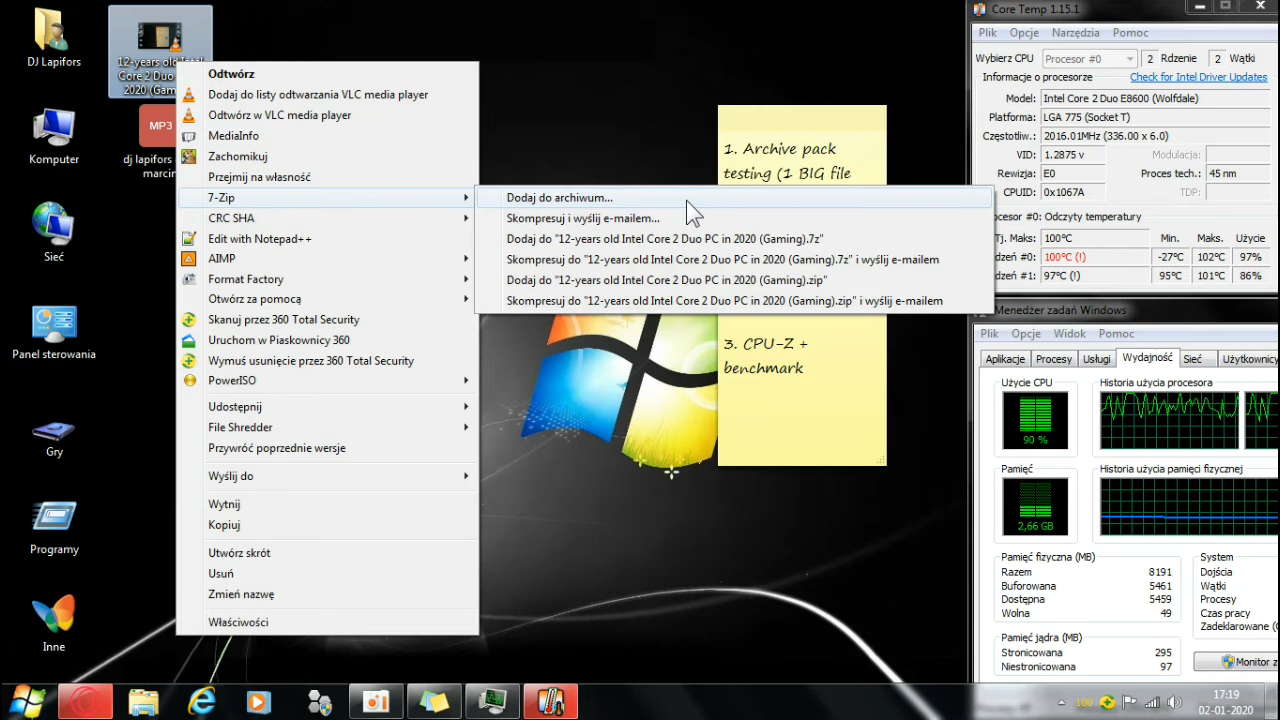 DJ Lapifors
Komputer
Sieć
Panel sterowania
Gry
Programy
Inne
12-years old Intel
Core 2 Duo
2020 (Gam
MP3
dj lapifors
marcin
Odtwórz
Dodaj do listy odtwarzania VLC media player
Odtwórz w VLC media player
MediaInfo
Zachomikuj
Przejmij na własność
7-Zip
CRC SHA
Edit with Notepad++
AIMP
Format Factory
Otwórz za pomocą
Skanuj przez 360 Total Security
Uruchom w Piaskownicy 360
Wymuś usunięcie przez 360 Total Security
PowerISO
Udostępnij
File Shredder
Przywróć poprzednie wersje
Wyślij do
Wytnij
Kopiuj
Utwórz skrót
Usuń
Zmień nazwę
Właściwości
Dodaj do archiwum...
Skompresuj i wyślij e-mailem...
Dodaj do "12-years old Intel Core 2 Duo PC in 2020 (Gaming).7z"
Skompresuj do "12-years old Intel Core 2 Duo PC in 2020 (Gaming).7z" i wyślij e-mailem
Dodaj do "12-years old Intel Core 2 Duo PC in 2020 (Gaming).zip"
Skompresuj do "12-years old Intel Core 2 Duo PC in 2020 (Gaming).zip" i wyślij e-mailem
1. Archive pack
testing (1 BIG file
3. CPU-Z +
benchmark
Core Temp 1.15.1
Plik Opcje Narzędzia Pomoc
Wybierz CPU Procesor #0 2 Rdzenie 2 Wątki
Informacje o procesorze Check for Intel Driver Updates
Model: Intel Core 2 Duo E8600 (Wolfdale)
Platforma: LGA 775 (Socket T)
Częstotliw.: 2016.01MHz (336.00 x 6.0)
VID: 1.2875 v Modulacja:
Rewizja: E0 Proces tech.: 45 nm
CPUID: 0x1067A TDP:
ocesor #0: Odczyty temperatury
Tj. Maks: 100°C Min. Maks. Użycie
dzeń #0: 100°C (!) -27°C 102°C 97%
dzeń #1: 97°C (!) 95°C 101°C 86%
Menedżer zadań Windows
Plik Opcje Widok Pomoc
Aplikacje Procesy Usługi Wydajność Sieć Użytkownicy
Użycie CPU Historia użycia procesora
90 %
Pamięć Historia użycia pamięci fizycznej
2,66 GB
Pamięć fizyczna (MB)
Razem 8191
Buforowana 5461
Dostępna 5459
Wolna 49
Pamięć jądra (MB)
Stronicowana 295
Niestronicowana 97
System
Dojścia
Wątki
Procesy
Czas pracy
Zadeklarowane (
Monitor z
100
17:19
02-01-2020